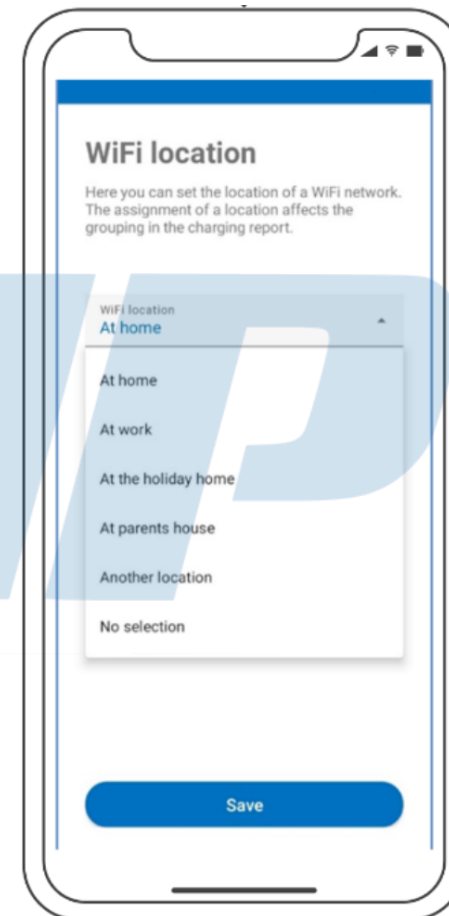 WiFi location
Here you can set the location of a WiFi network.
The assignment of a location affects the
grouping in the charging report.
WiFi location
At home
At home
At work
At the holiday home
At parents house
Another location
No selection
Save